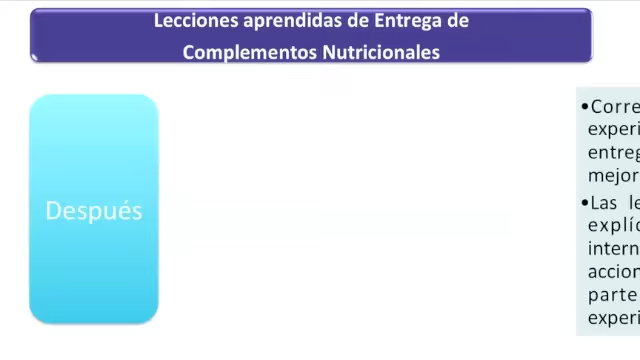 Lecciones aprendidas de Entrega de
Complementos Nutricionales
Después
•Corre
experi
entreg
mejor
•Las le
explíc
intern
accion
parte
experi